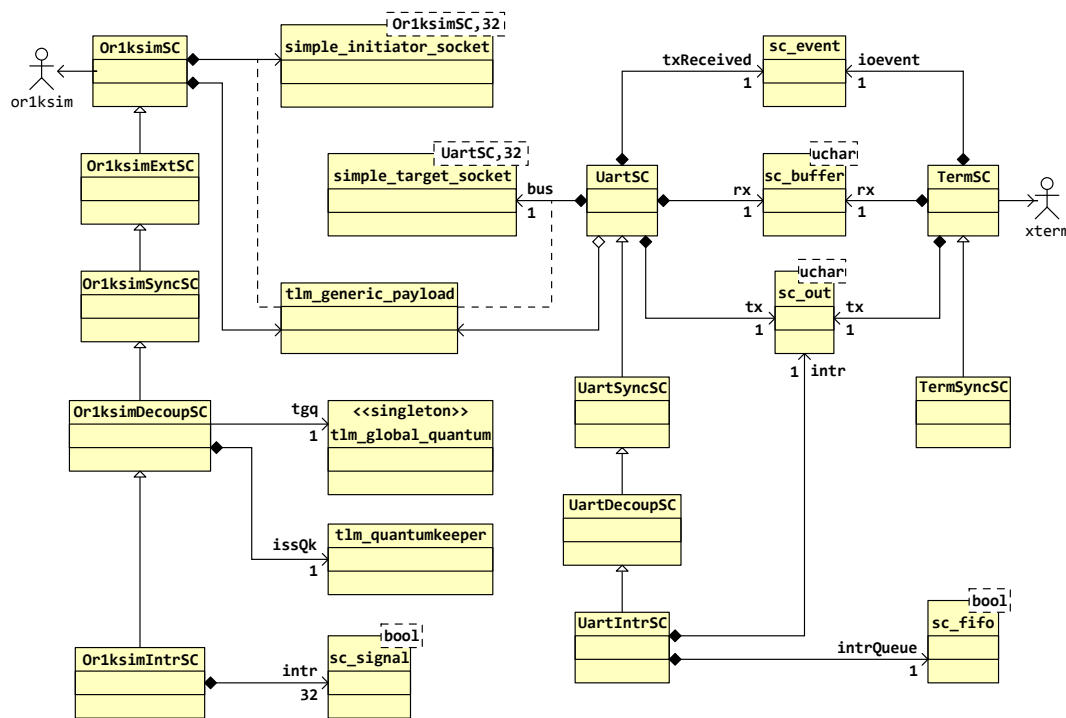 Or1ksimSC,32
Or1ksimSC
simple_initiator_socket
txReceived
sc_event
ioevent
1
1
or1ksim
UartSC,32
uchar
Or1ksimExtSC
simple_target_socket
bus
1
UartSC
rx
1
sc_buffer
rx
1
TermSC
xterm
uchar
Or1ksimSyncSC
tlm_generic_payload
sc_out
tx
1
tx
1
1 intr
UartSyncSC
TermSyncSC
Or1ksimDecoupSC
tgq
1
<<singleton>>
tlm_global_quantum
UartDecoupSC
issQk
1
tlm_quantumkeeper
bool
UartIntrSC
sc_fifo
intrQueue
1
bool
Or1ksimIntrSC
intr
32
sc_signal